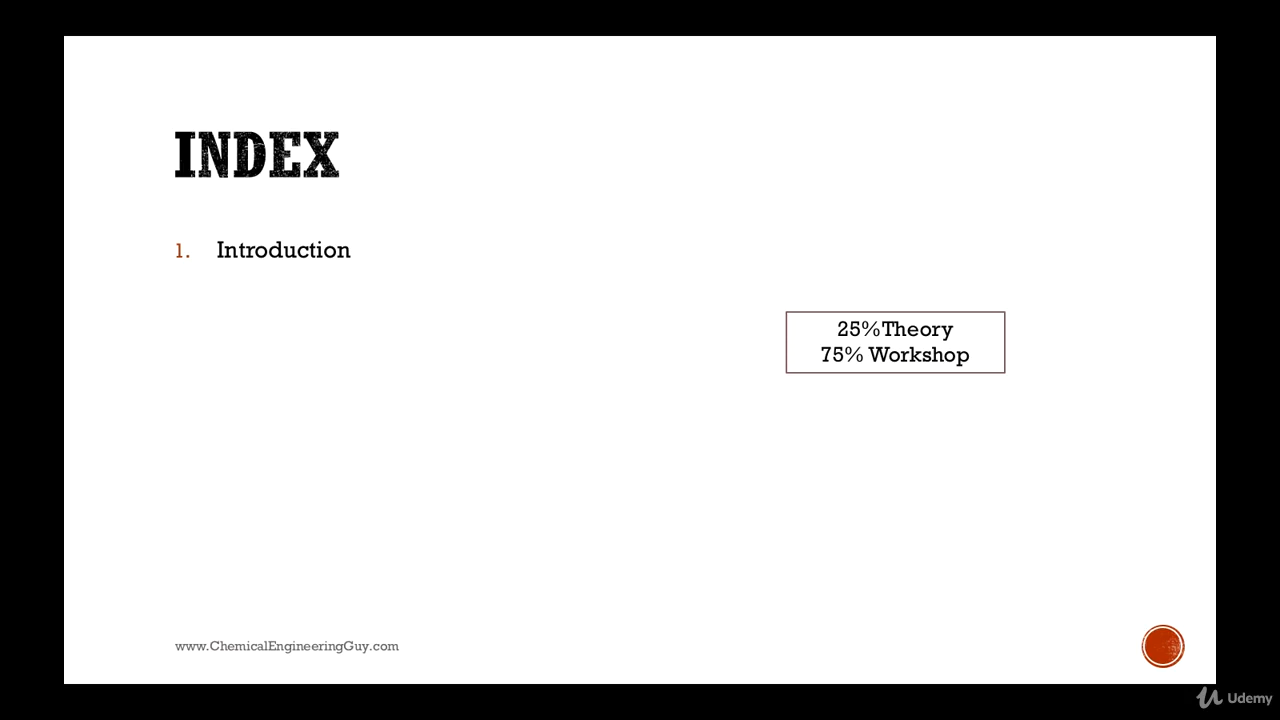 INDEX
1. Introduction
25%Theory
75% Workshop
www.ChemicalEngineeringGuy.com
Udemy